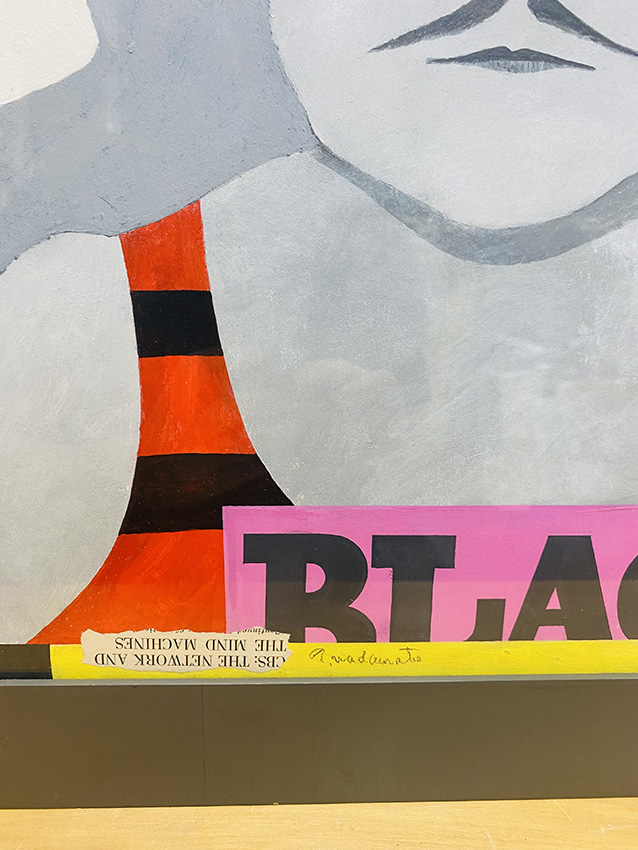 BLA
CBS: THE NETWORK AND
THE MIND MACHINES